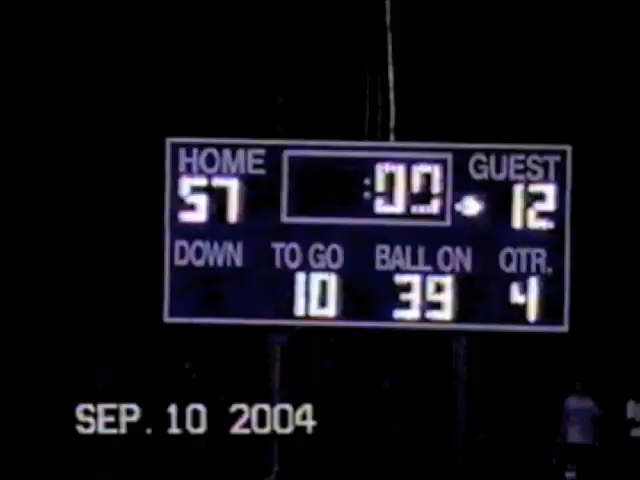 HOME :00 GUEST
57 12
DOWN TO GO BALL ON QTR.
10 39 4
SEP. 10 2004